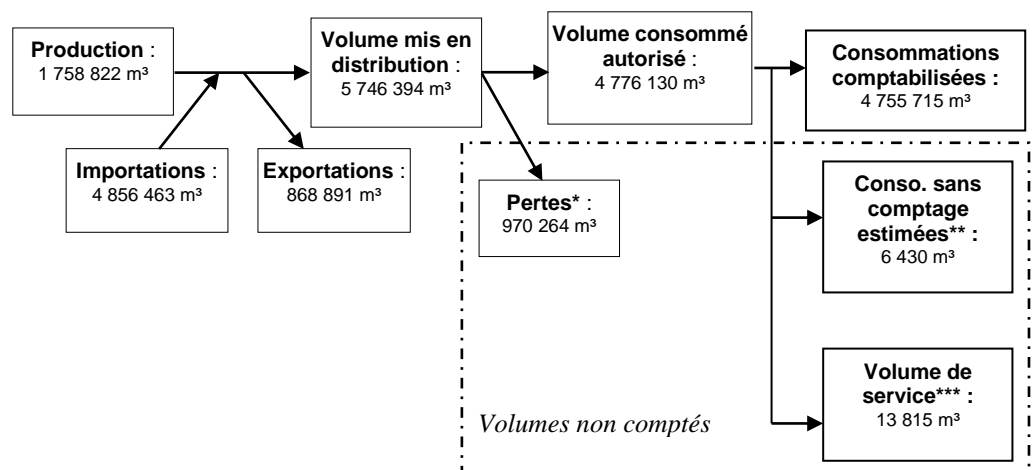 Production :
1 758 822 m³
Volume mis en
distribution :
5 746 394 m³
Volume consommé
autorisé :
4 776 130 m³
Consommations
comptabilisées :
4 755 715 m³
Importations :
4 856 463 m³
Exportations :
868 891 m³
Pertes* :
970 264 m³
Conso. sans
comptage
estimées** :
6 430 m³
Volume de
service*** :
13 815 m³
Volumes non comptés